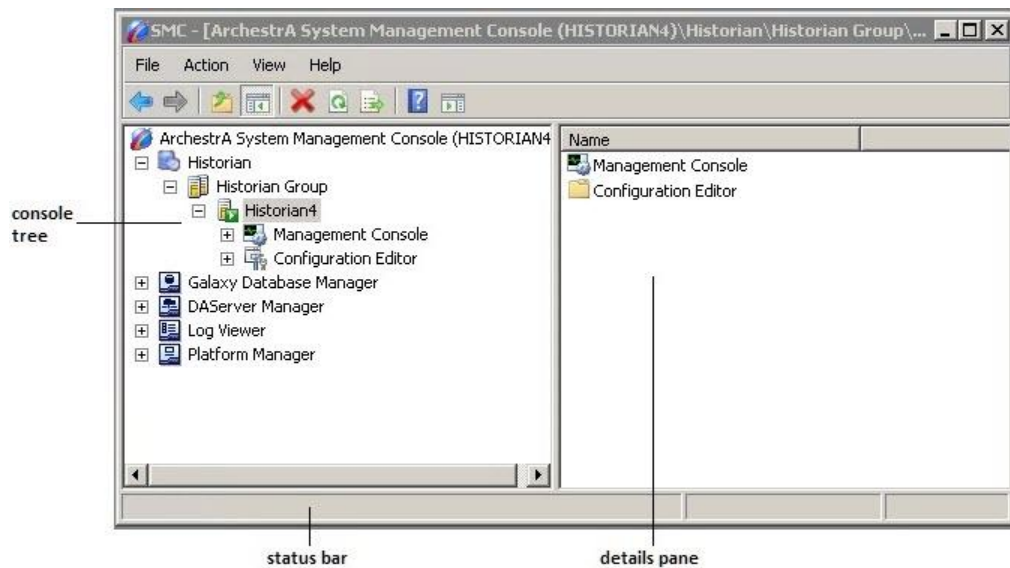 SMC - [ArchestrA System Management Console (HISTORIAN4)\Historian\Historian Group\...
File Action View Help
ArchestrA System Management Console (HISTORIAN4
Historian
Historian Group
Historian4
Management Console
Configuration Editor
Galaxy Database Manager
DAServer Manager
Log Viewer
Platform Manager
Name
Management Console
Configuration Editor
console
tree
status bar
details pane